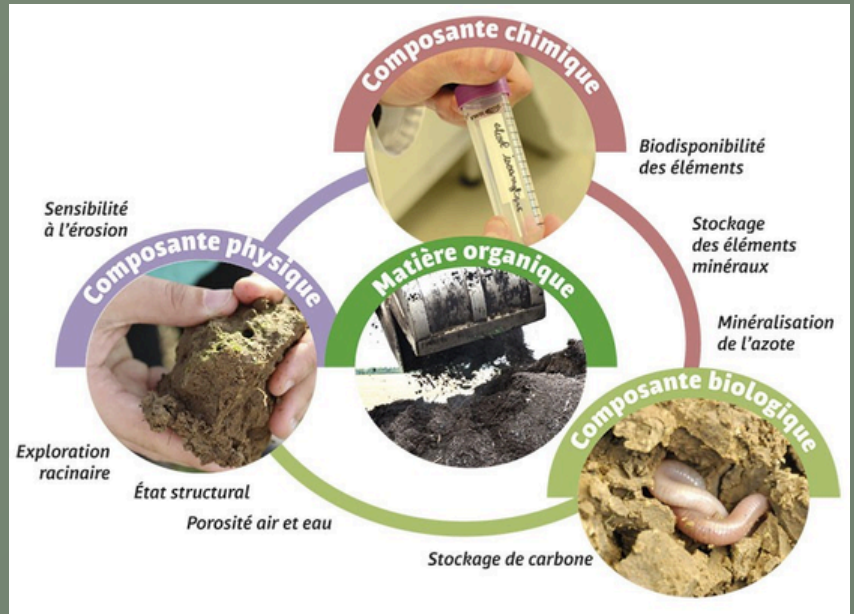 Composante chimique
Biodisponibilité
des éléments
Sensibilité
à l'érosion
Stockage
des éléments
minéraux
Composante physique
Matière organique
Minéralisation
de l'azote
Composante biologique
Exploration
racinaire
État structural
Porosité air et eau
Stockage de carbone